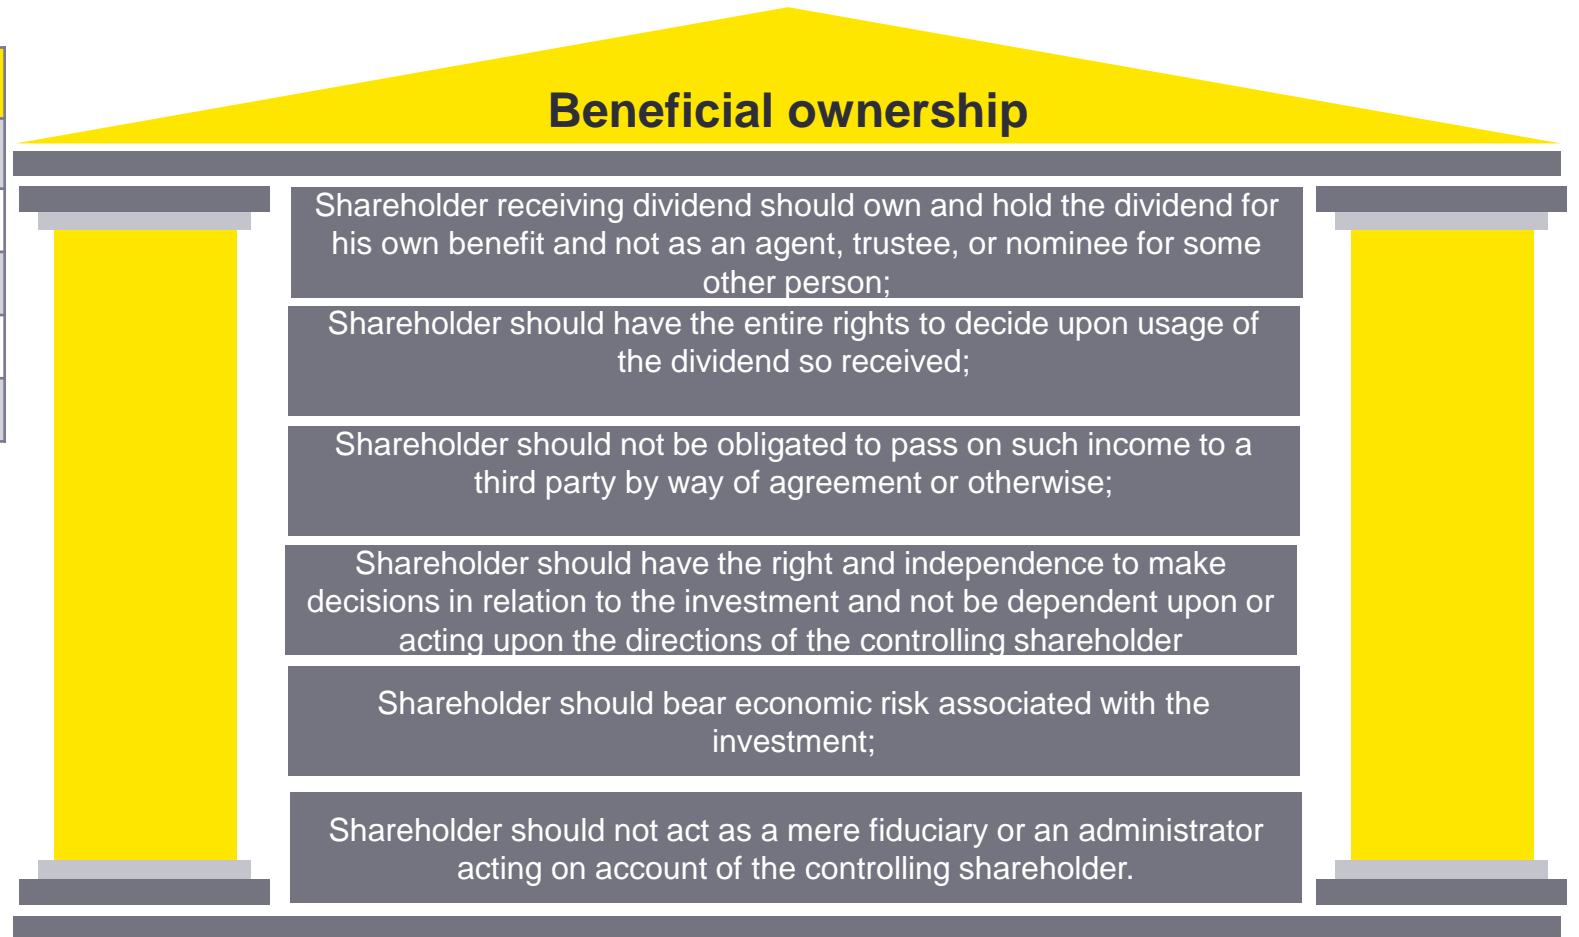 Beneficial ownership
Shareholder receiving dividend should own and hold the dividend for
his own benefit and not as an agent, trustee, or nominee for some
other person;
Shareholder should have the entire rights to decide upon usage of
the dividend so received;
Shareholder should not be obligated to pass on such income to a
third party by way of agreement or otherwise;
Shareholder should have the right and independence to make
decisions in relation to the investment and not be dependent upon or
acting upon the directions of the controlling shareholder
Shareholder should bear economic risk associated with the
investment;
Shareholder should not act as a mere fiduciary or an administrator
acting on account of the controlling shareholder.